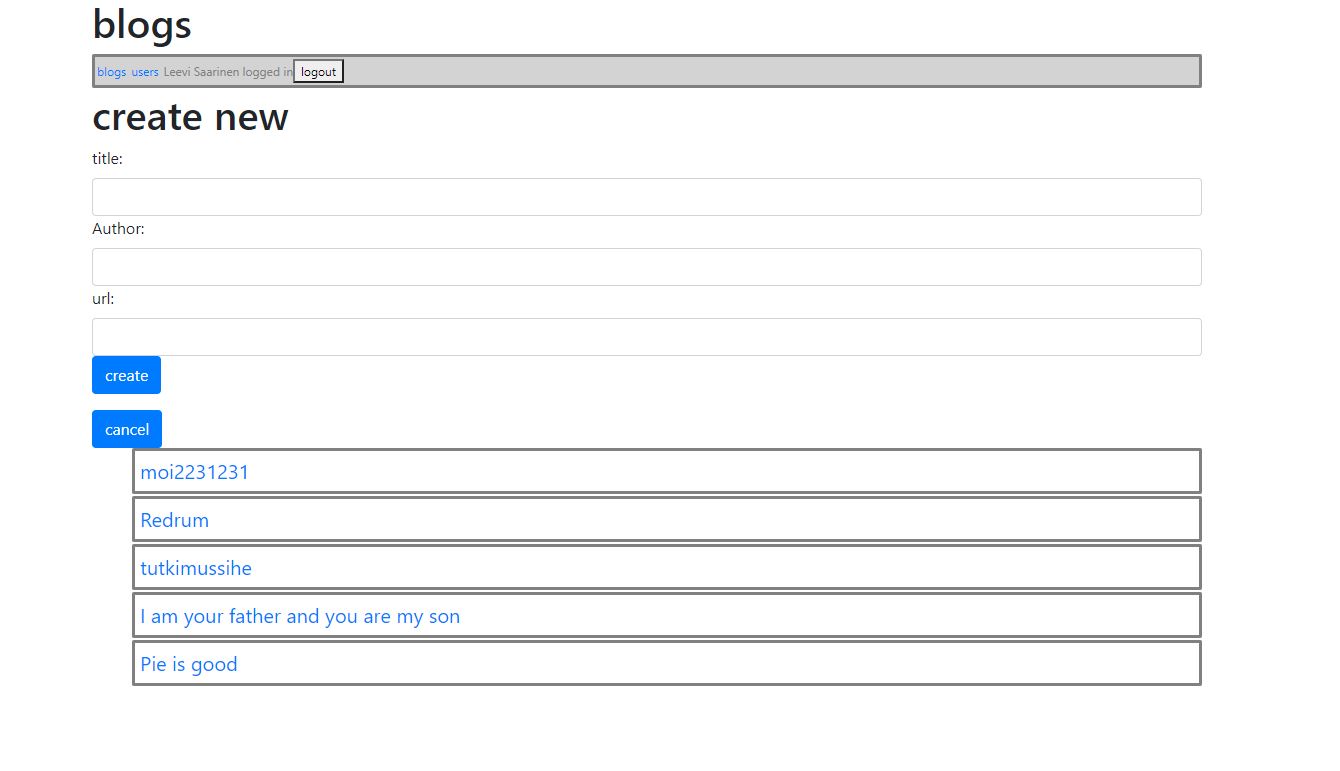 blogs
blogs users Leevi Saarinen logged in logout
create new
title:
Author:
url:
create
cancel
moi2231231
Redrum
tutkimussihe
I am your father and you are my son
Pie is good